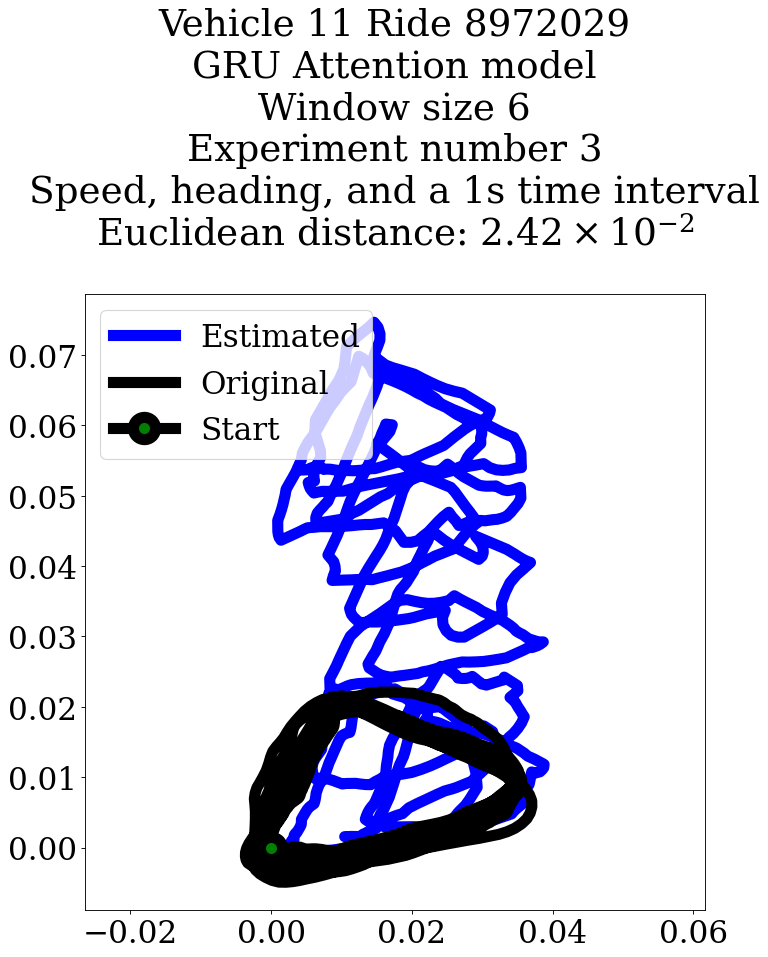 Vehicle 11 Ride 8972029
GRU Attention model
Window size 6
Experiment number 3
Speed, heading, and a 1s time interval
Euclidean distance: 2.42 × 10⁻²
Estimated
Original
Start
0.07
0.06
0.05
0.04
0.03
0.02
0.01
0.00
−0.02 0.00 0.02 0.04 0.06